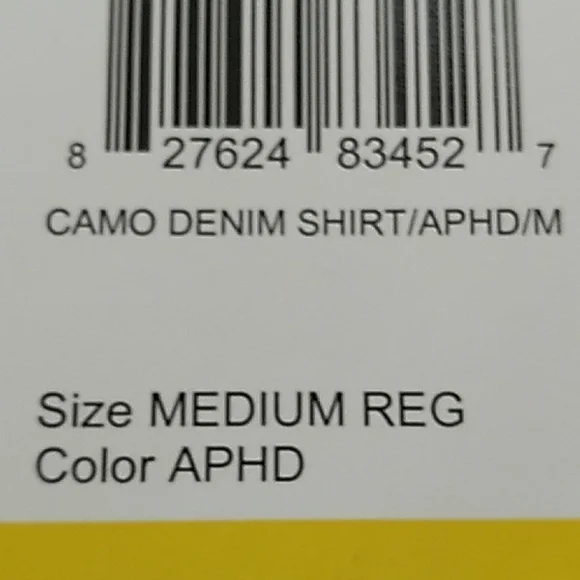 8 27624 83452 7
CAMO DENIM SHIRT/APHD/M
Size MEDIUM REG
Color APHD